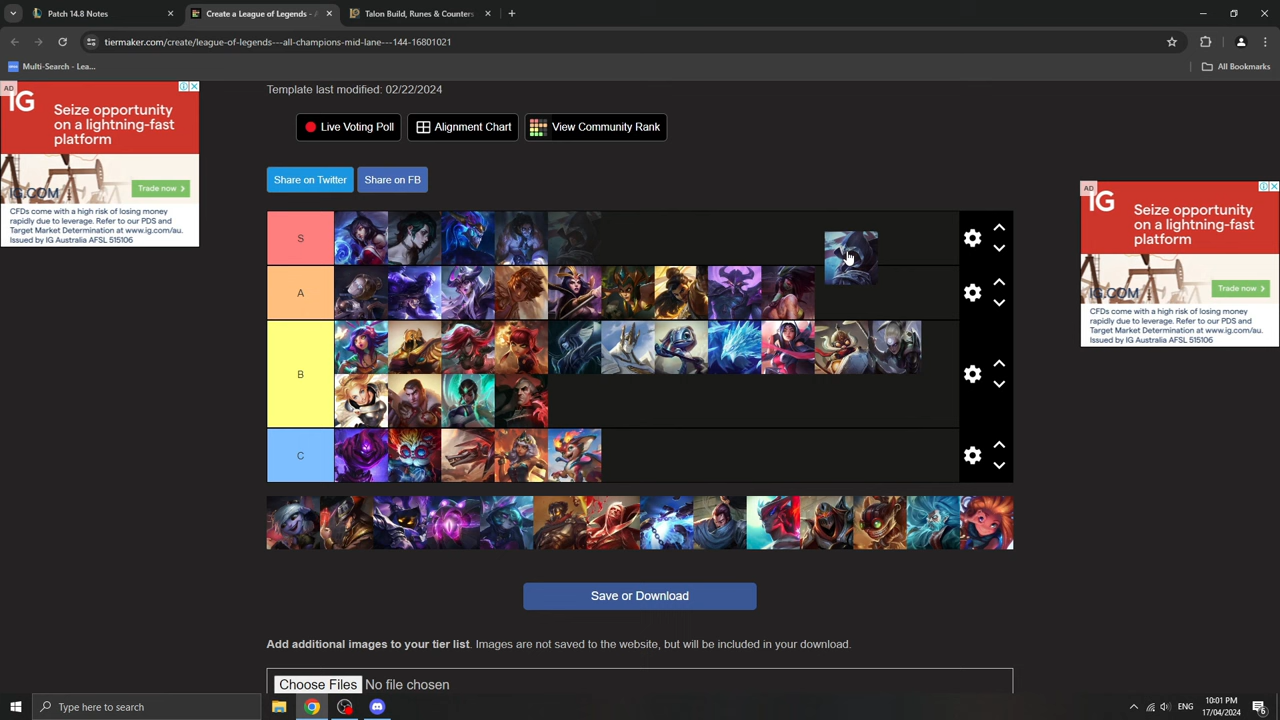 Patch 14.8 Notes
Create a League of Legends - A
Talon Build, Runes & Counters
tiermaker.com/create/league-of-legends---all-champions-mid-lane---144-16801021
Multi-Search - Lea...
All Bookmarks
AD
IG
Seize opportunity
on a lightning-fast
platform
IG.COM
Trade now >
CFDs come with a high risk of losing money
rapidly due to leverage. Refer to our PDS and
Target Market Determination at www.ig.com/au.
Issued by IG Australia AFSL 515106
Template last modified: 02/22/2024
Live Voting Poll
Alignment Chart
View Community Rank
Share on Twitter
Share on FB
AD
IG
Seize opportunity
on a lightning-fast
platform
IG.COM
Trade now >
CFDs come with a high risk of losing money
rapidly due to leverage. Refer to our PDS and
Target Market Determination at www.ig.com/au.
Issued by IG Australia AFSL 515106
S
A
B
C
Save or Download
Add additional images to your tier list. Images are not saved to the website, but will be included in your download.
Choose Files No file chosen
Type here to search
ENG
10:01 PM
17/04/2024